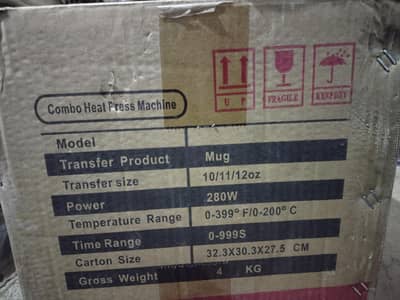 Combo Heat Press Machine
UP
FRAGILE
KEEP DRY
Model
Transfer Product Mug
Transfer size 10/11/12oz
Power 280W
Temperature Range 0-399° F/0-200° C
Time Range 0-999S
Carton Size 32.3X30.3X27.5 CM
Gross Weight 4 KG